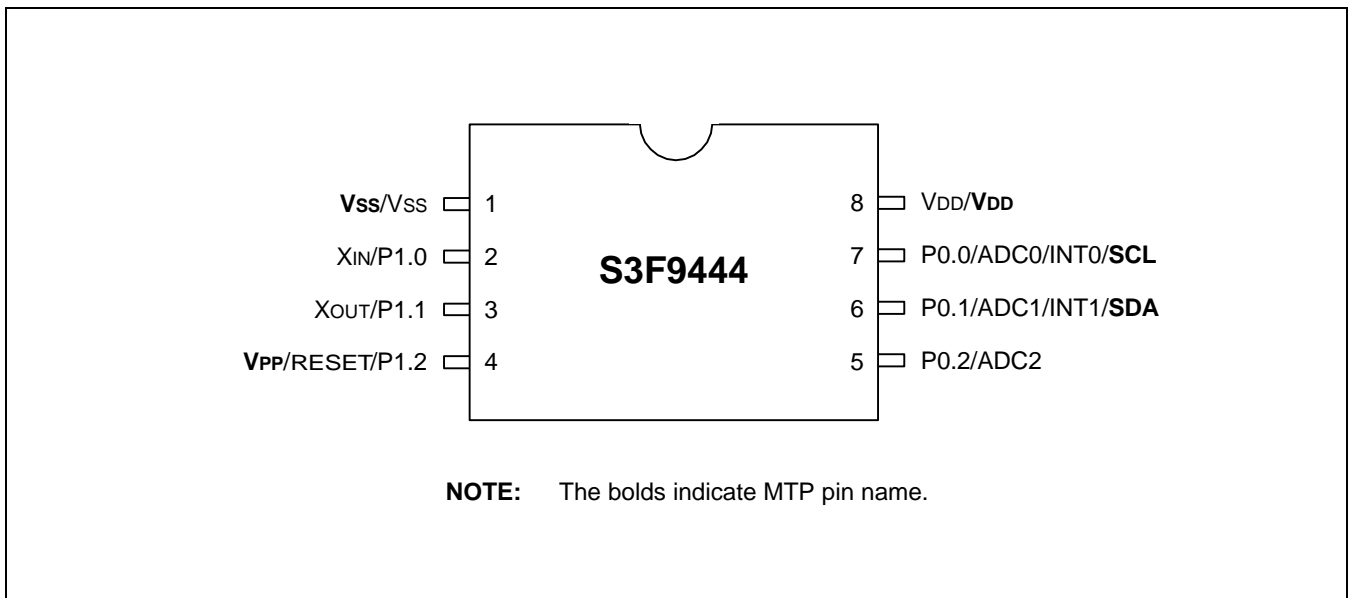 Vss/Vss 1 8 VDD/VDD
XIN/P1.0 2 S3F9444 7 P0.0/ADC0/INT0/SCL
XOUT/P1.1 3 6 P0.1/ADC1/INT1/SDA
VPP/RESET/P1.2 4 5 P0.2/ADC2
NOTE: The bolds indicate MTP pin name.